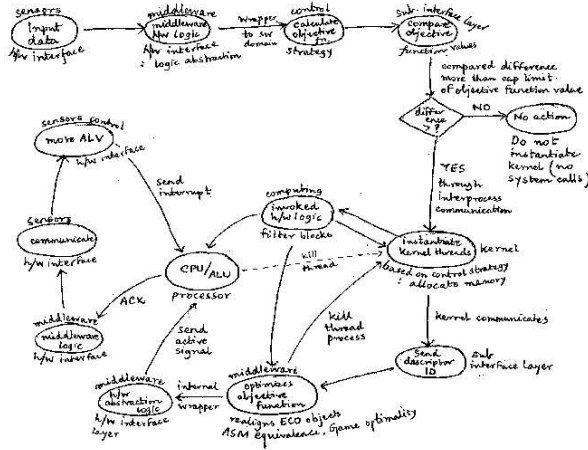 sensors
Input
data
h/w interface
middleware
middleware
h/w logic
h/w interface
: logic abstraction
wrapper
to sw
domain
control
calculate
objective
fn
strategy
sub-interface layer
compare
objective
function values
compared difference
more than cap limit
of objective function value
differ
ence
>?
NO
No action
Do not
instantiate
kernel (no
system calls)
YES
through
interprocess
communication
sensors control
more ALV
h/w interface
send
interrupt
sensors
communicate
h/w interface
computing
invoked
h/w logic
filter blocks
instantiate
kernel threads
kernel
based on control strategy
: allocate memory
CPU/
ALU
processor
kill
thread
ACK
middleware
middleware
logic
h/w interface
send
active
signal
kill
thread
process
kernel communicates
send
descriptor
ID
sub
interface Layer
middleware
h/w
abstraction
logic
h/w interface
layer
internal
wrapper
middleware
optimizes
objective
function
realigns ECO objects
ASM equivalence, Game optimality